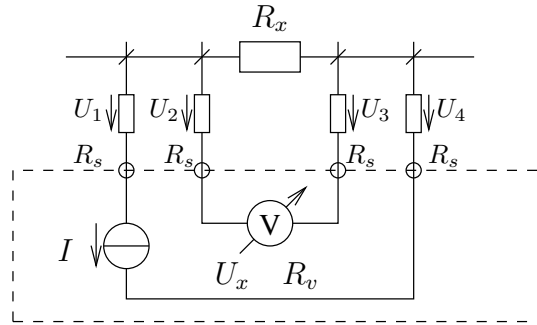 R_x
U_1 U_2 U_3 U_4
R_s R_s R_s R_s
V
I
U_x R_v